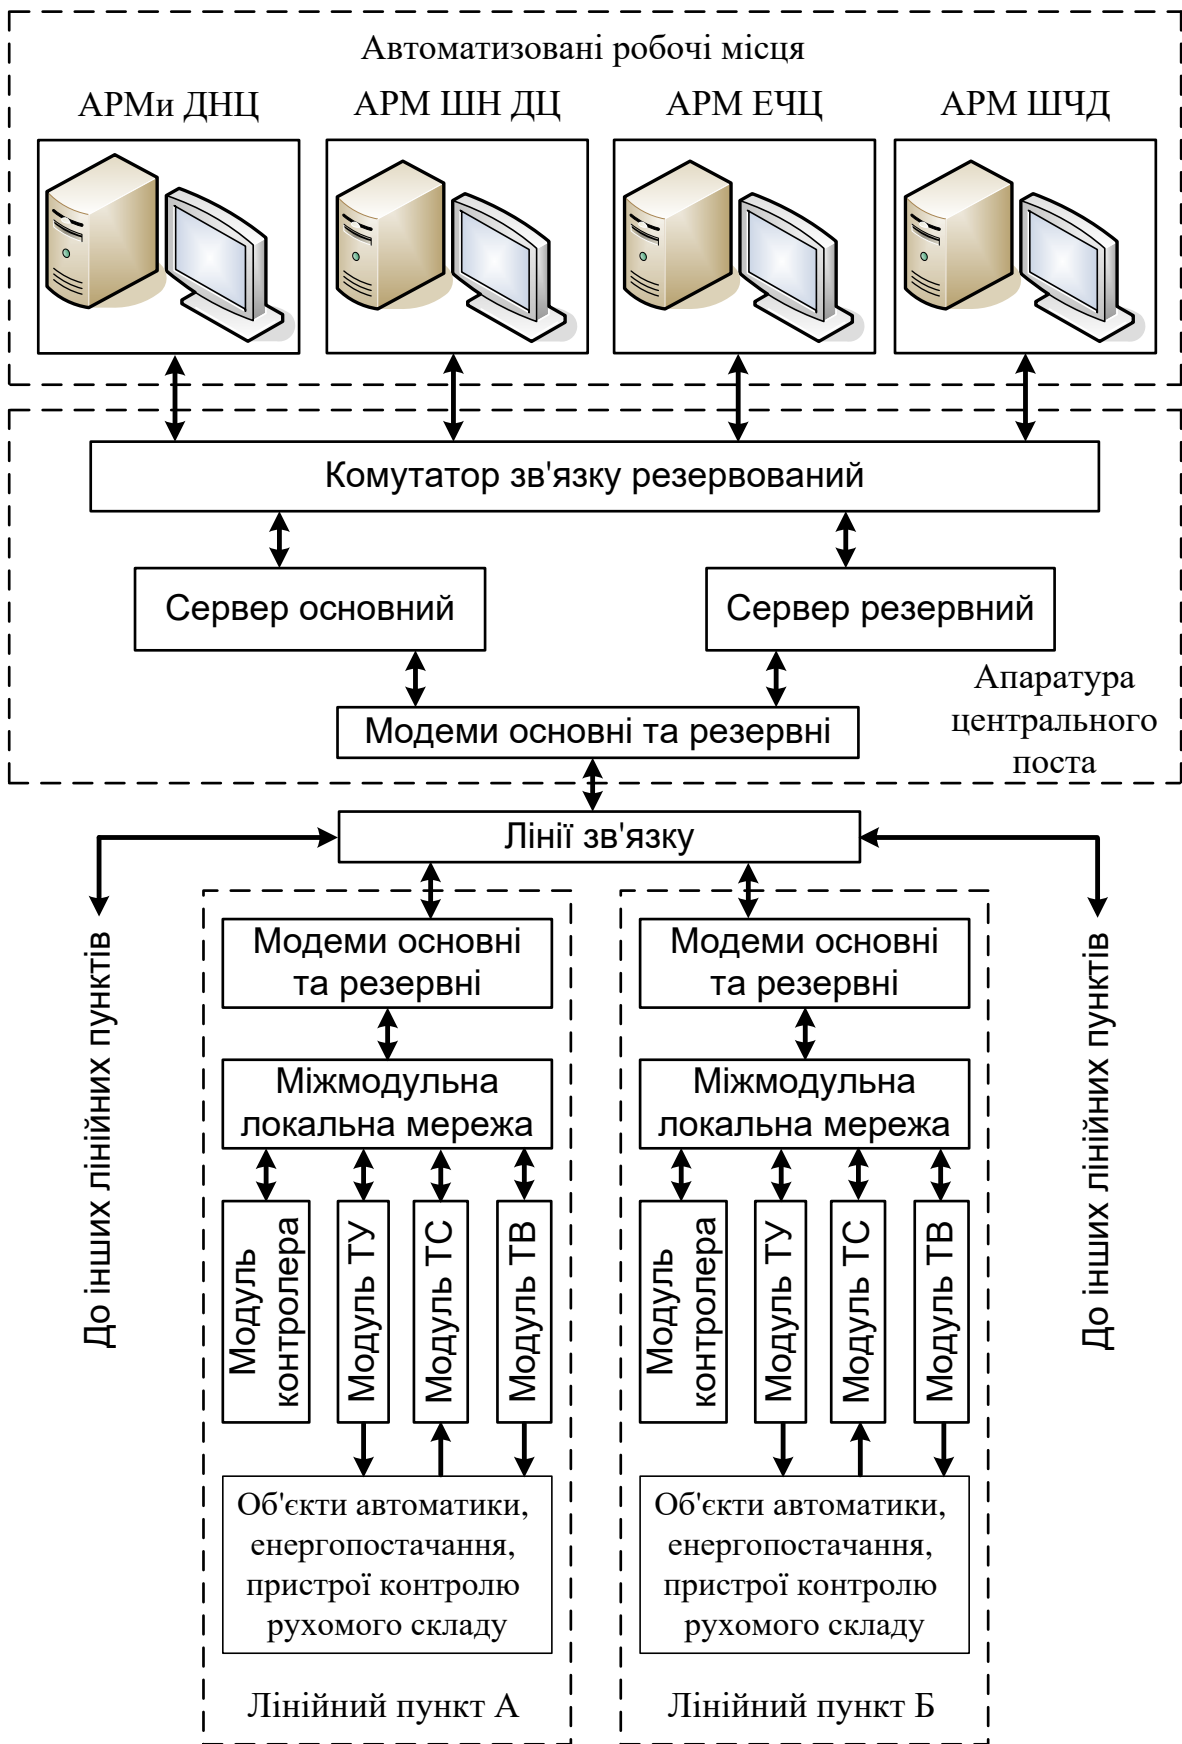 Автоматизовані робочі місця
АРМи ДНЦ
АРМ ШН ДЦ
АРМ ЕЧЦ
АРМ ШЧД
Комутатор зв'язку резервований
Сервер основний
Сервер резервний
Модеми основні та резервні
Апаратура
центрального
поста
Лінії зв'язку
До інших лінійних пунктів
Модеми основні
та резервні
Міжмодульна
локальна мережа
Модуль
контролера
Модуль ТУ
Модуль ТС
Модуль ТВ
Об'єкти автоматики,
енергопостачання,
пристрої контролю
рухомого складу
Лінійний пункт А
Модеми основні
та резервні
Міжмодульна
локальна мережа
Модуль
контролера
Модуль ТУ
Модуль ТС
Модуль ТВ
Об'єкти автоматики,
енергопостачання,
пристрої контролю
рухомого складу
Лінійний пункт Б
До інших лінійних пунктів